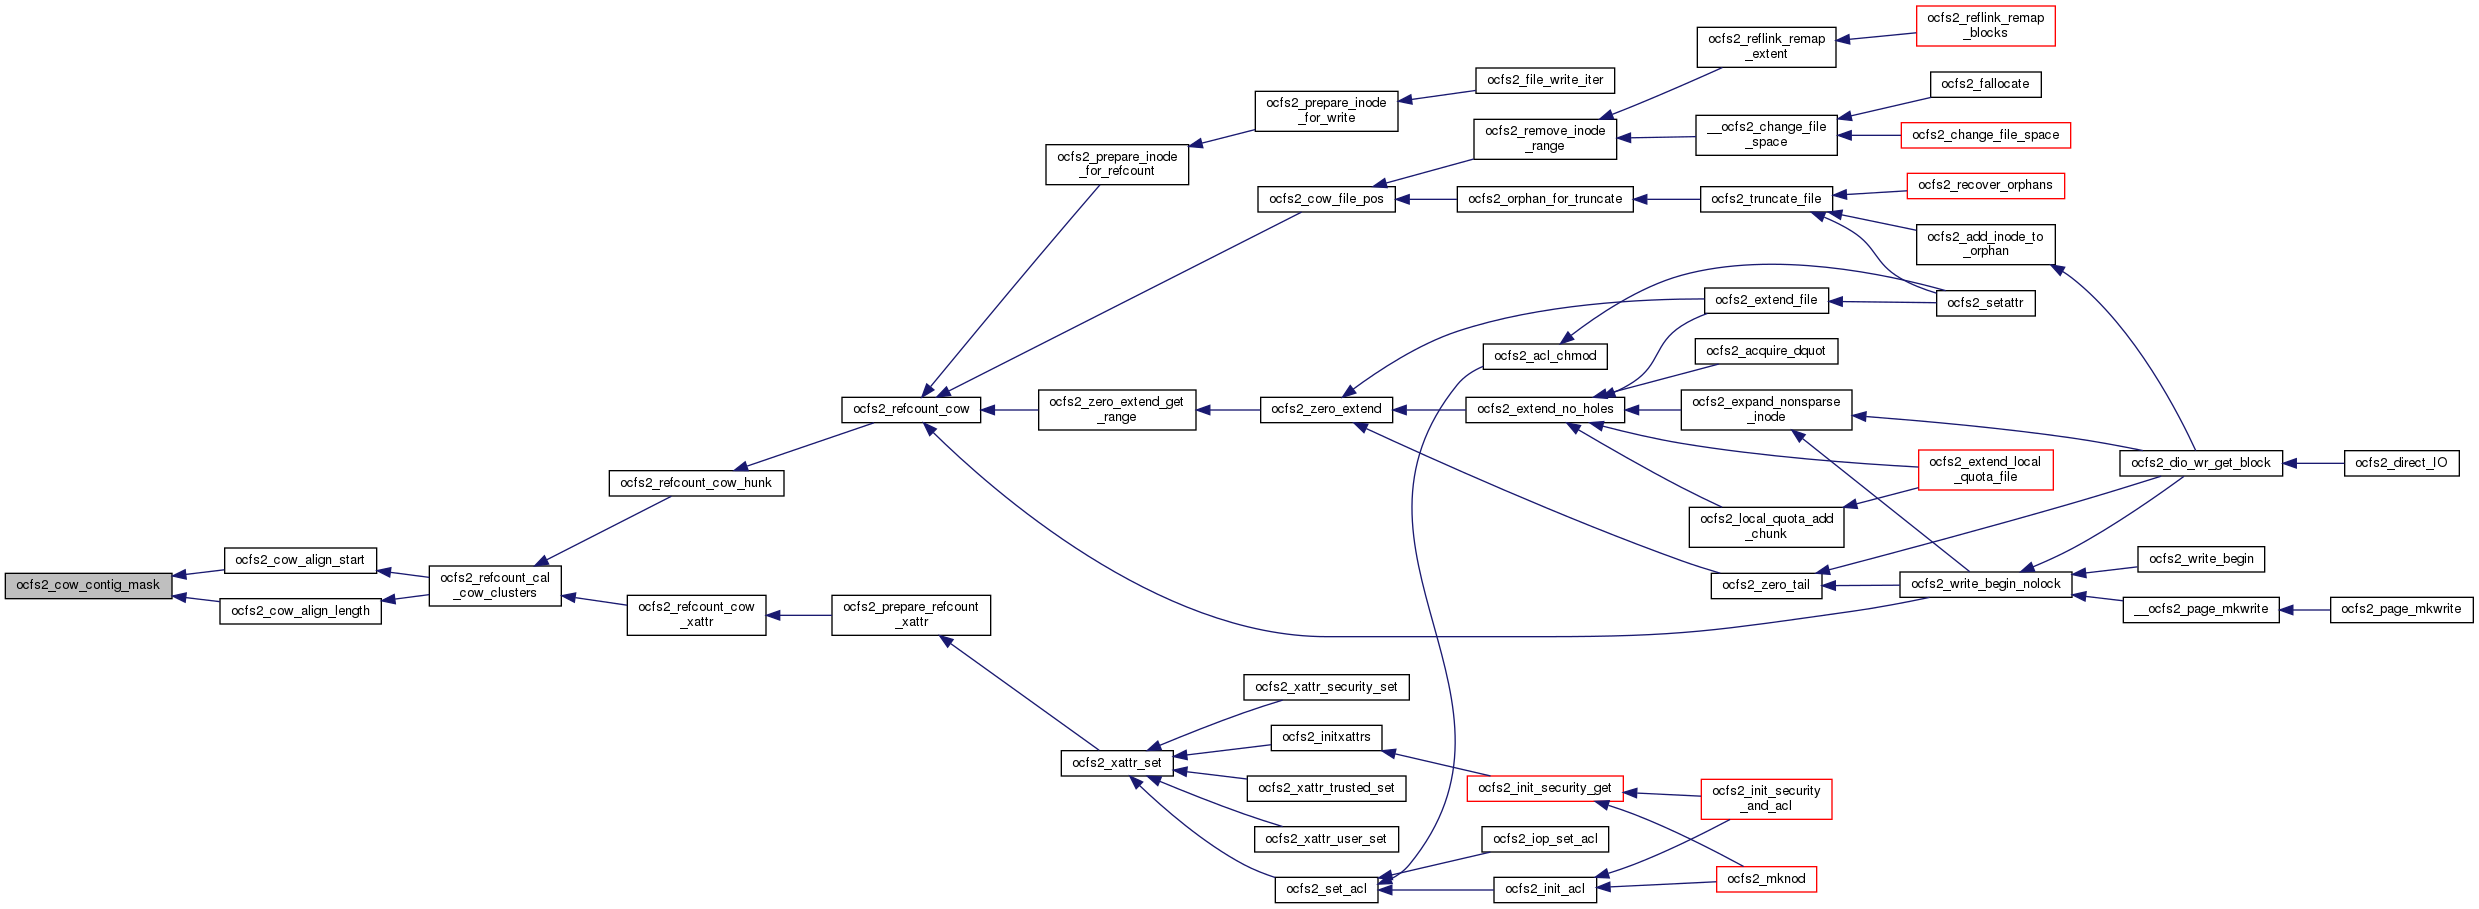 ocfs2_cow_contig_mask
ocfs2_cow_align_start
ocfs2_cow_align_length
ocfs2_refcount_cal
_cow_clusters
ocfs2_refcount_cow_hunk
ocfs2_refcount_cow
_xattr
ocfs2_refcount_cow
ocfs2_prepare_refcount
_xattr
ocfs2_prepare_inode
_for_refcount
ocfs2_zero_extend_get
_range
ocfs2_xattr_set
ocfs2_prepare_inode
_for_write
ocfs2_cow_file_pos
ocfs2_zero_extend
ocfs2_xattr_security_set
ocfs2_initxattrs
ocfs2_xattr_trusted_set
ocfs2_xattr_user_set
ocfs2_set_acl
ocfs2_file_write_iter
ocfs2_remove_inode
_range
ocfs2_orphan_for_truncate
ocfs2_acl_chmod
ocfs2_extend_no_holes
ocfs2_init_security_get
ocfs2_iop_set_acl
ocfs2_init_acl
ocfs2_reflink_remap
_extent
__ocfs2_change_file
_space
ocfs2_truncate_file
ocfs2_extend_file
ocfs2_acquire_dquot
ocfs2_expand_nonsparse
_inode
ocfs2_local_quota_add
_chunk
ocfs2_zero_tail
ocfs2_init_security
_and_acl
ocfs2_mknod
ocfs2_reflink_remap
_blocks
ocfs2_fallocate
ocfs2_change_file_space
ocfs2_recover_orphans
ocfs2_add_inode_to
_orphan
ocfs2_setattr
ocfs2_extend_local
_quota_file
ocfs2_write_begin_nolock
ocfs2_dio_wr_get_block
ocfs2_write_begin
__ocfs2_page_mkwrite
ocfs2_direct_IO
ocfs2_page_mkwrite